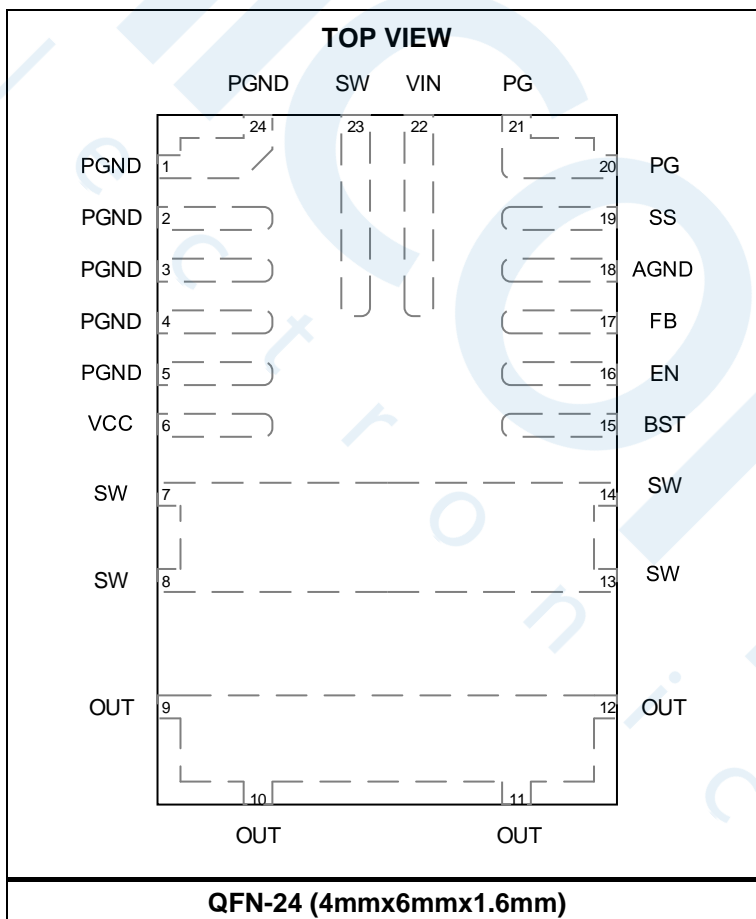 TOP VIEW
PGND SW VIN PG
24 23 22 21
PGND 1 20 PG
PGND 2 19 SS
PGND 3 18 AGND
PGND 4 17 FB
PGND 5 16 EN
VCC 6 15 BST
SW 7 14 SW
SW 8 13 SW
OUT 9 12 OUT
10 11
OUT OUT
QFN-24 (4mmx6mmx1.6mm)